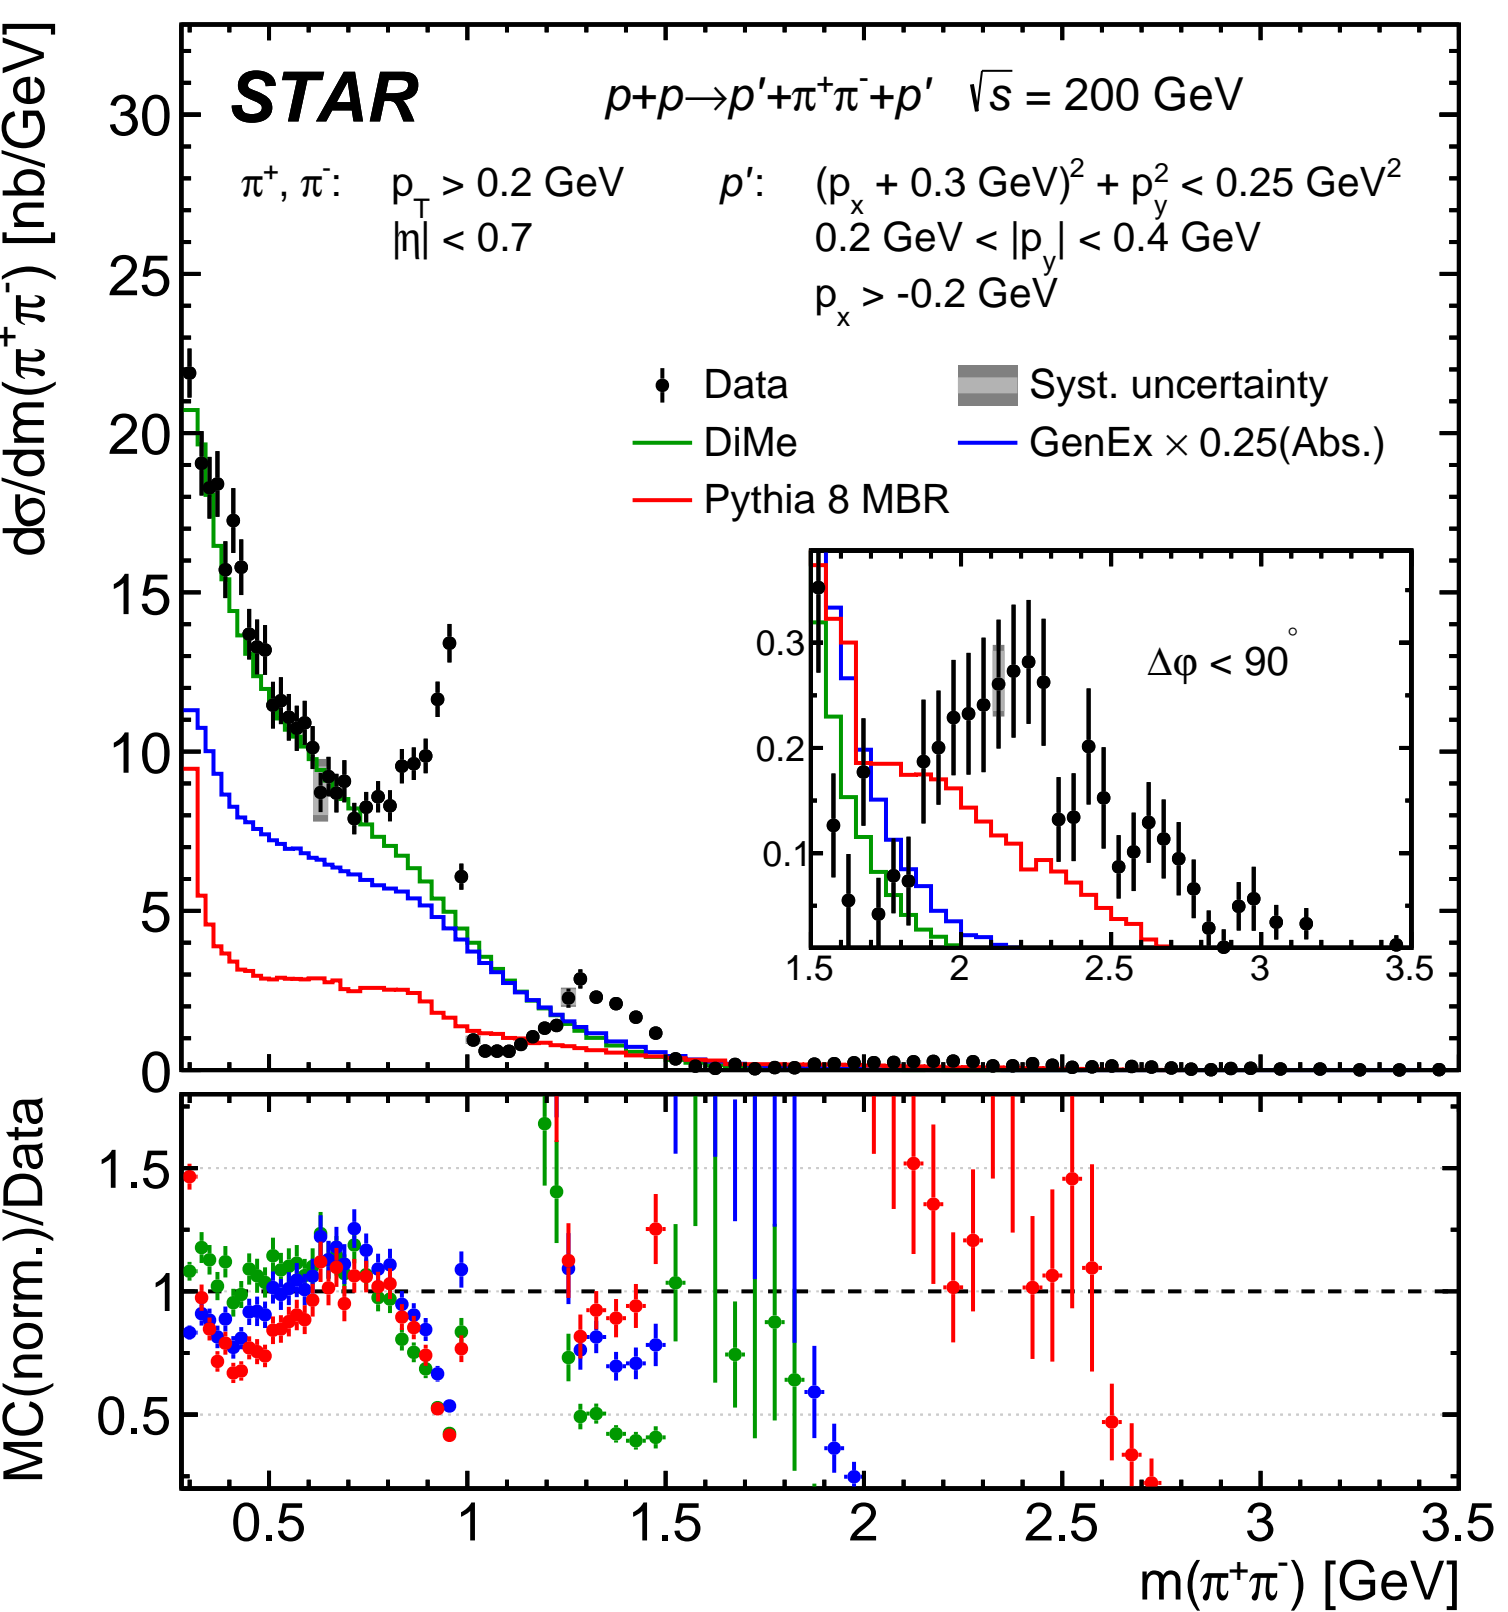 STAR
p+p→p′+π⁺π⁻+p′ √s = 200 GeV
π⁺, π⁻: p_T > 0.2 GeV p′: (p_x + 0.3 GeV)² + p_y² < 0.25 GeV²
|η| < 0.7 0.2 GeV < |p_y| < 0.4 GeV
p_x > -0.2 GeV
Data Syst. uncertainty
DiMe GenEx × 0.25(Abs.)
Pythia 8 MBR
dσ/dm(π⁺π⁻) [nb/GeV]
30
25
20
15
10
5
0
Δφ < 90°
0.3
0.2
0.1
1.5 2 2.5 3 3.5
MC(norm.)/Data
1.5
1
0.5
0.5 1 1.5 2 2.5 3 3.5
m(π⁺π⁻) [GeV]